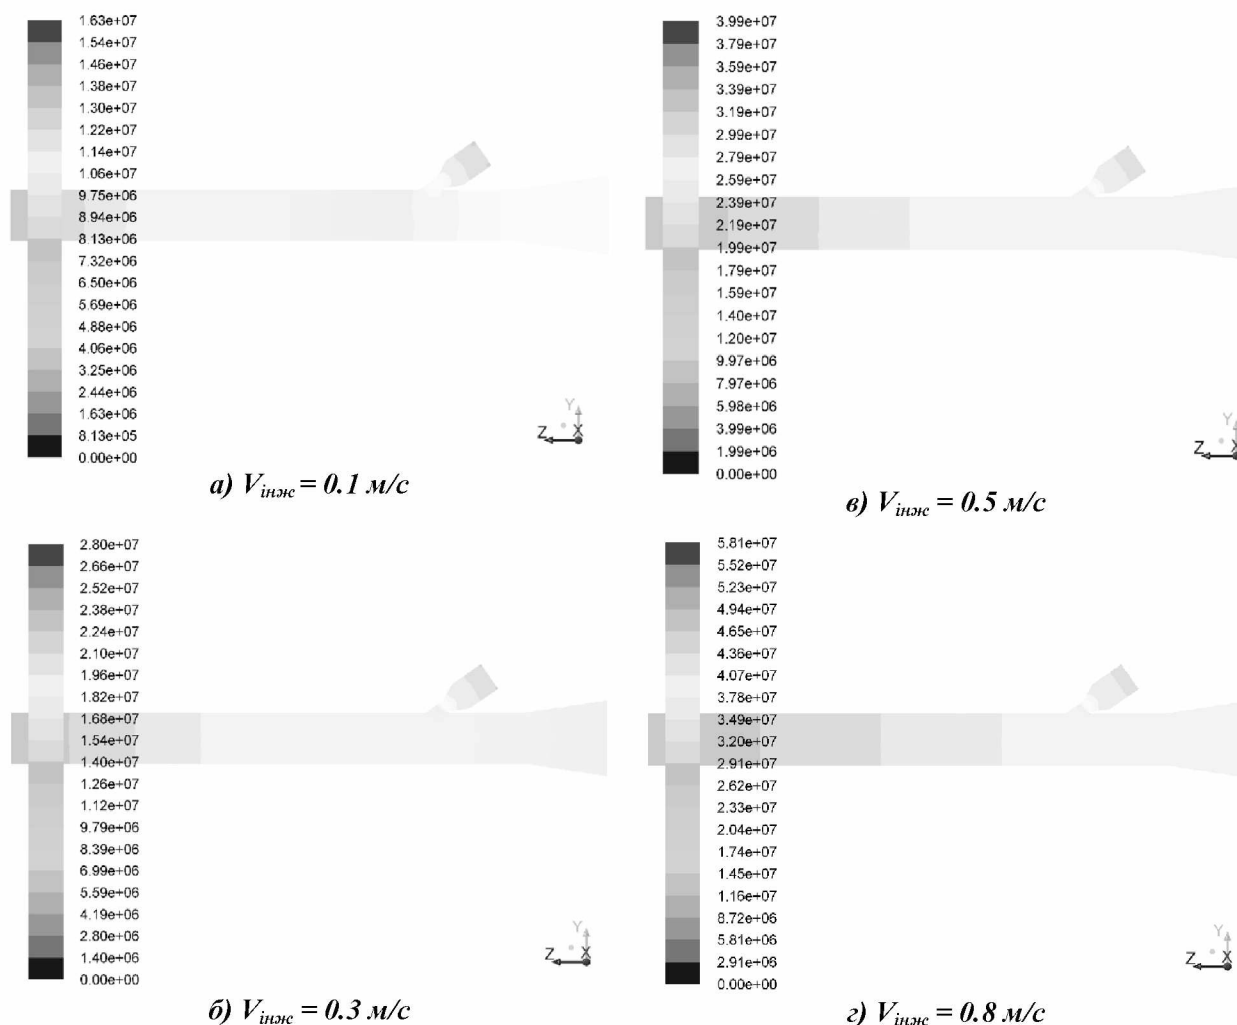 1.63e+07
1.54e+07
1.46e+07
1.38e+07
1.30e+07
1.22e+07
1.14e+07
1.06e+07
9.75e+06
8.94e+06
8.13e+06
7.32e+06
6.50e+06
5.69e+06
4.88e+06
4.06e+06
3.25e+06
2.44e+06
1.63e+06
8.13e+05
0.00e+00
Y
Z X
а) Vінж = 0.1 м/с
3.99e+07
3.79e+07
3.59e+07
3.39e+07
3.19e+07
2.99e+07
2.79e+07
2.59e+07
2.39e+07
2.19e+07
1.99e+07
1.79e+07
1.59e+07
1.40e+07
1.20e+07
9.97e+06
7.97e+06
5.98e+06
3.99e+06
1.99e+06
0.00e+00
Y
Z X
в) Vінж = 0.5 м/с
2.80e+07
2.66e+07
2.52e+07
2.38e+07
2.24e+07
2.10e+07
1.96e+07
1.82e+07
1.68e+07
1.54e+07
1.40e+07
1.26e+07
1.12e+07
9.79e+06
8.39e+06
6.99e+06
5.59e+06
4.19e+06
2.80e+06
1.40e+06
0.00e+00
Y
Z X
б) Vінж = 0.3 м/с
5.81e+07
5.52e+07
5.23e+07
4.94e+07
4.65e+07
4.36e+07
4.07e+07
3.78e+07
3.49e+07
3.20e+07
2.91e+07
2.62e+07
2.33e+07
2.04e+07
1.74e+07
1.45e+07
1.16e+07
8.72e+06
5.81e+06
2.91e+06
0.00e+00
Y
Z X
г) Vінж = 0.8 м/с